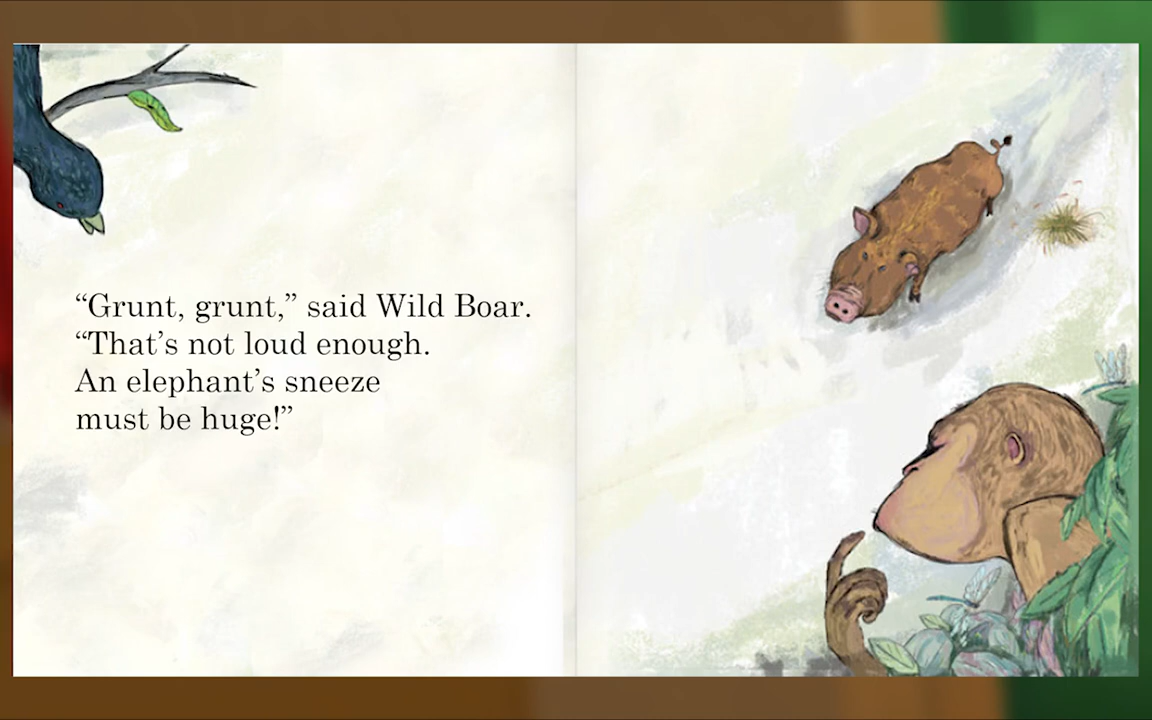 “Grunt, grunt,” said Wild Boar.
“That’s not loud enough.
An elephant’s sneeze
must be huge!”